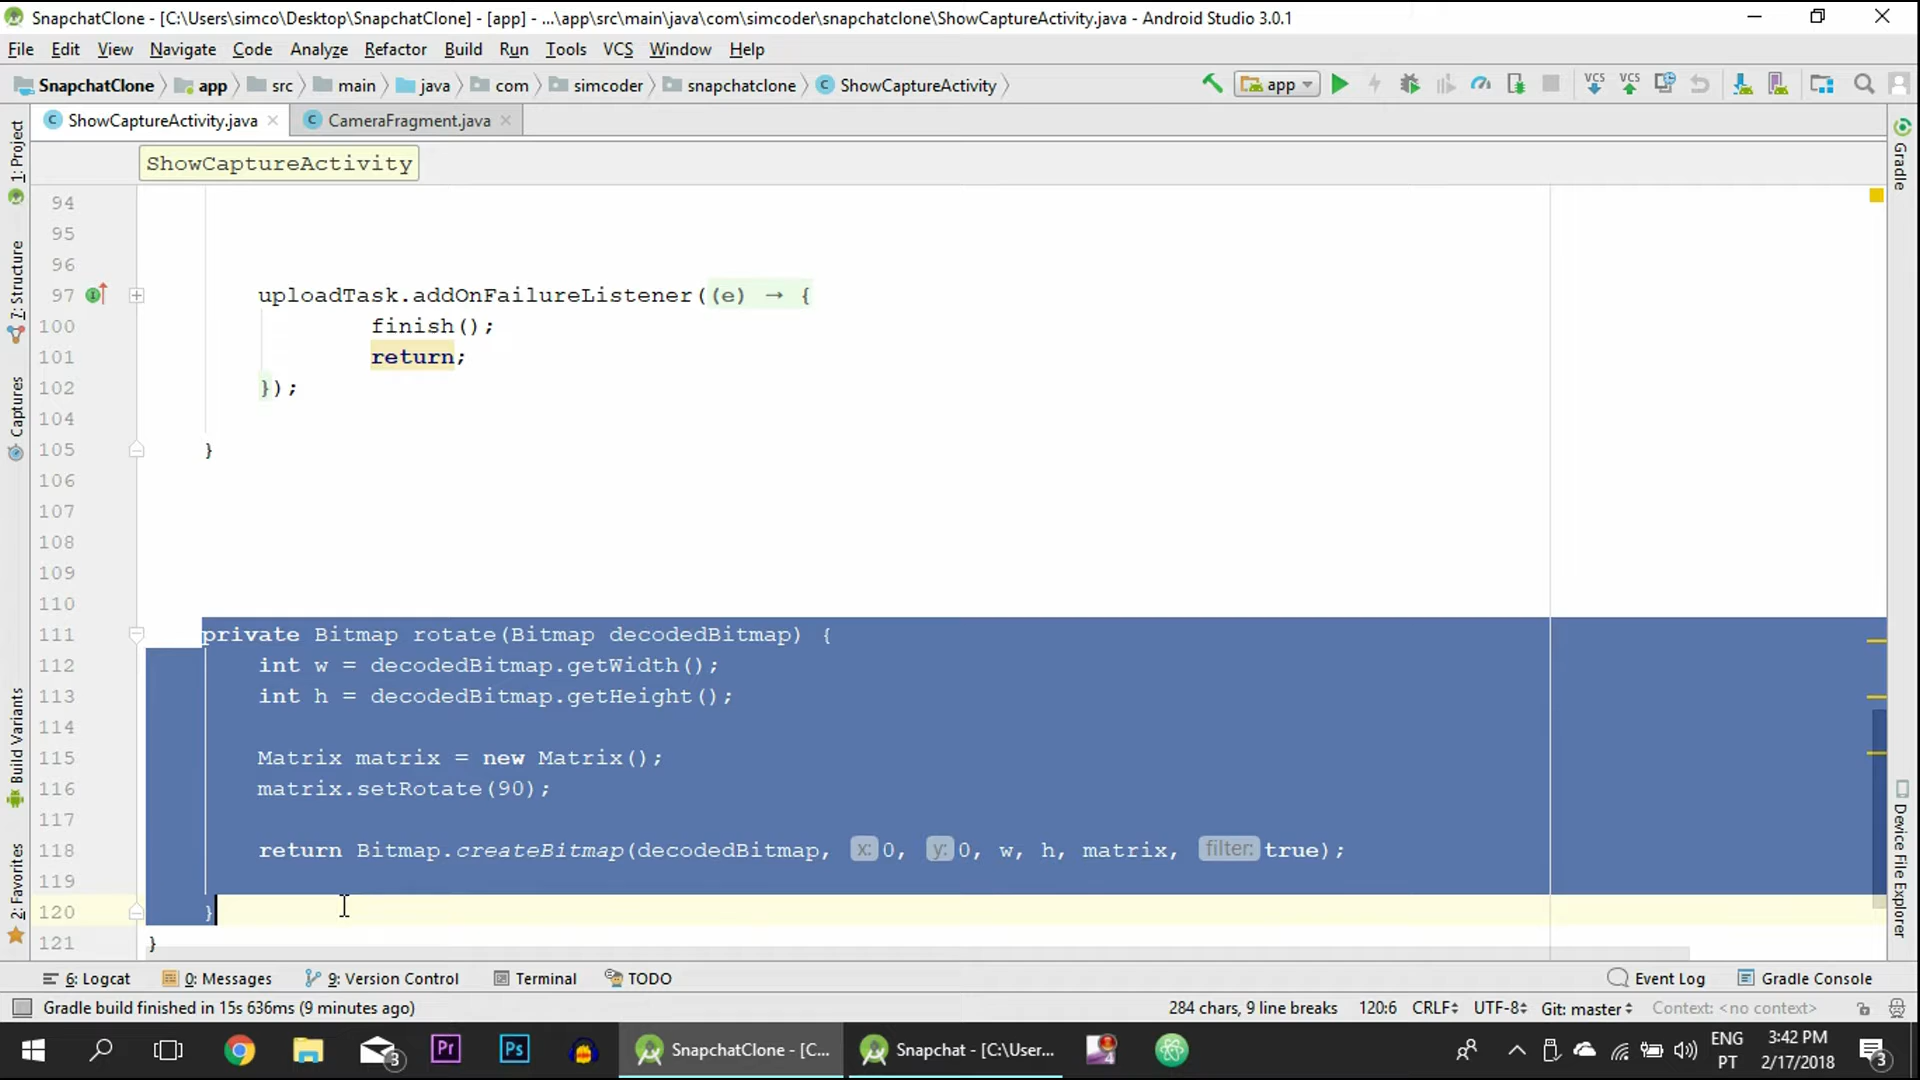 SnapchatClone - [C:\Users\simco\Desktop\SnapchatClone] - [app] - ...\app\src\main\java\com\simcoder\snapchatclone\ShowCaptureActivity.java - Android Studio 3.0.1
File Edit View Navigate Code Analyze Refactor Build Run Tools VCS Window Help
SnapchatClone app src main java com simcoder snapchatclone ShowCaptureActivity app VCS VCS
ShowCaptureActivity.java CameraFragment.java
ShowCaptureActivity
1: Project
7: Structure
Captures
Build Variants
2: Favorites
94
95
96
97 uploadTask.addOnFailureListener((e) → {
100 finish();
101 return;
102 });
104
105 }
106
107
108
109
110
111 private Bitmap rotate(Bitmap decodedBitmap) {
112 int w = decodedBitmap.getWidth();
113 int h = decodedBitmap.getHeight();
114
115 Matrix matrix = new Matrix();
116 matrix.setRotate(90);
117
118 return Bitmap.createBitmap(decodedBitmap, x: 0, y: 0, w, h, matrix, filter: true);
119
120 }
121 }
Gradle
Device File Explorer
6: Logcat 0: Messages 9: Version Control Terminal TODO Event Log Gradle Console
Gradle build finished in 15s 636ms (9 minutes ago) 284 chars, 9 line breaks 120:6 CRLF UTF-8 Git: master Context: <no context>
3 Pr Ps SnapchatClone - [C... Snapchat - [C:\User... ENG 3:42 PM
PT 2/17/2018 3